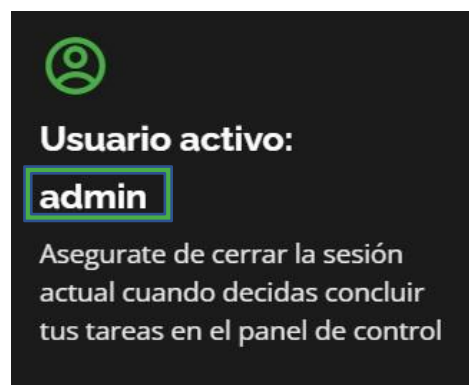 Usuario activo:
admin
Asegurate de cerrar la sesión
actual cuando decidas concluir
tus tareas en el panel de control